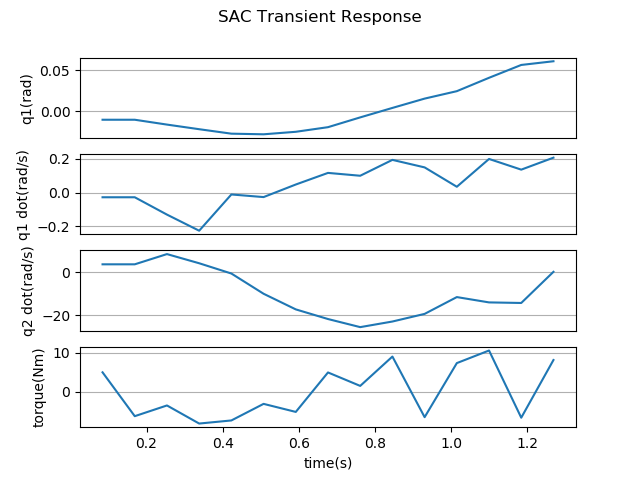 SAC Transient Response
0.05
0.00
q1(rad)
0.2
0.0
−0.2
q1 dot(rad/s)
0
−20
q2 dot(rad/s)
10
0
torque(Nm)
0.2 0.4 0.6 0.8 1.0 1.2
time(s)